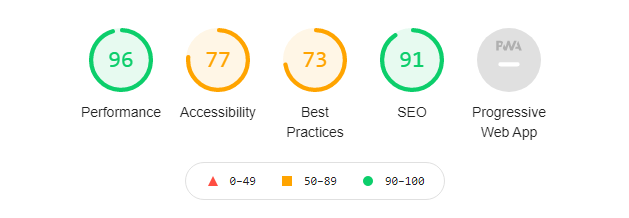 96
77
73
91
PWA
Performance
Accessibility
Best
Practices
SEO
Progressive
Web App
0–49
50–89
90–100